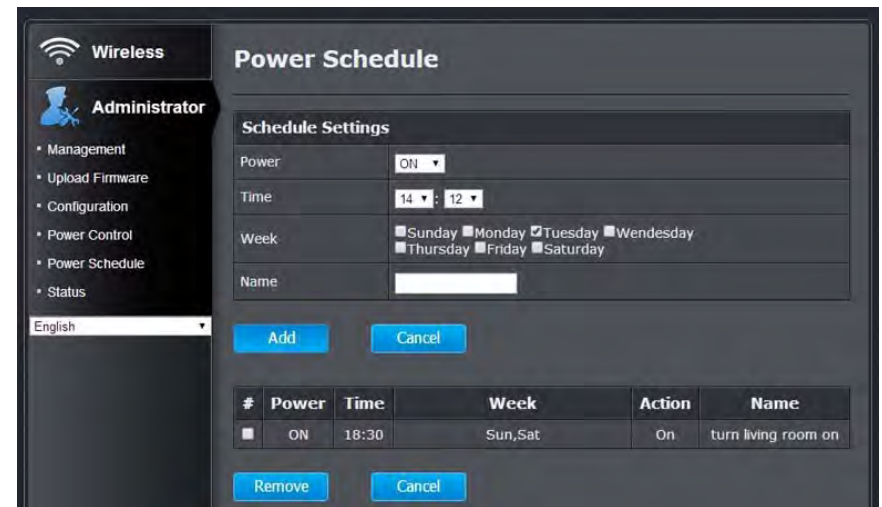 Wireless
Administrator
Management
Upload Firmware
Configuration
Power Control
Power Schedule
Status
English
Power Schedule
Schedule Settings
Power ON
Time 14 : 12
Week Sunday Monday Tuesday Wendesday
Thursday Friday Saturday
Name
Add Cancel
# Power Time Week Action Name
ON 18:30 Sun,Sat On turn living room on
Remove Cancel